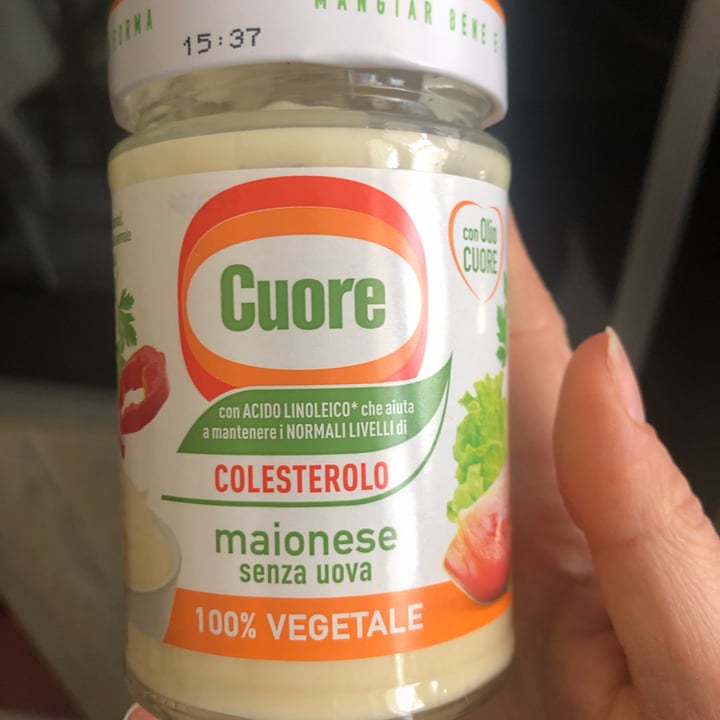 FORMA
MANGIAR BENE E
15:37
con Olio
CUORE
Cuore
con ACIDO LINOLEICO* che aiuta
a mantenere i NORMALI LIVELLI di
COLESTEROLO
maionese
senza uova
100% VEGETALE